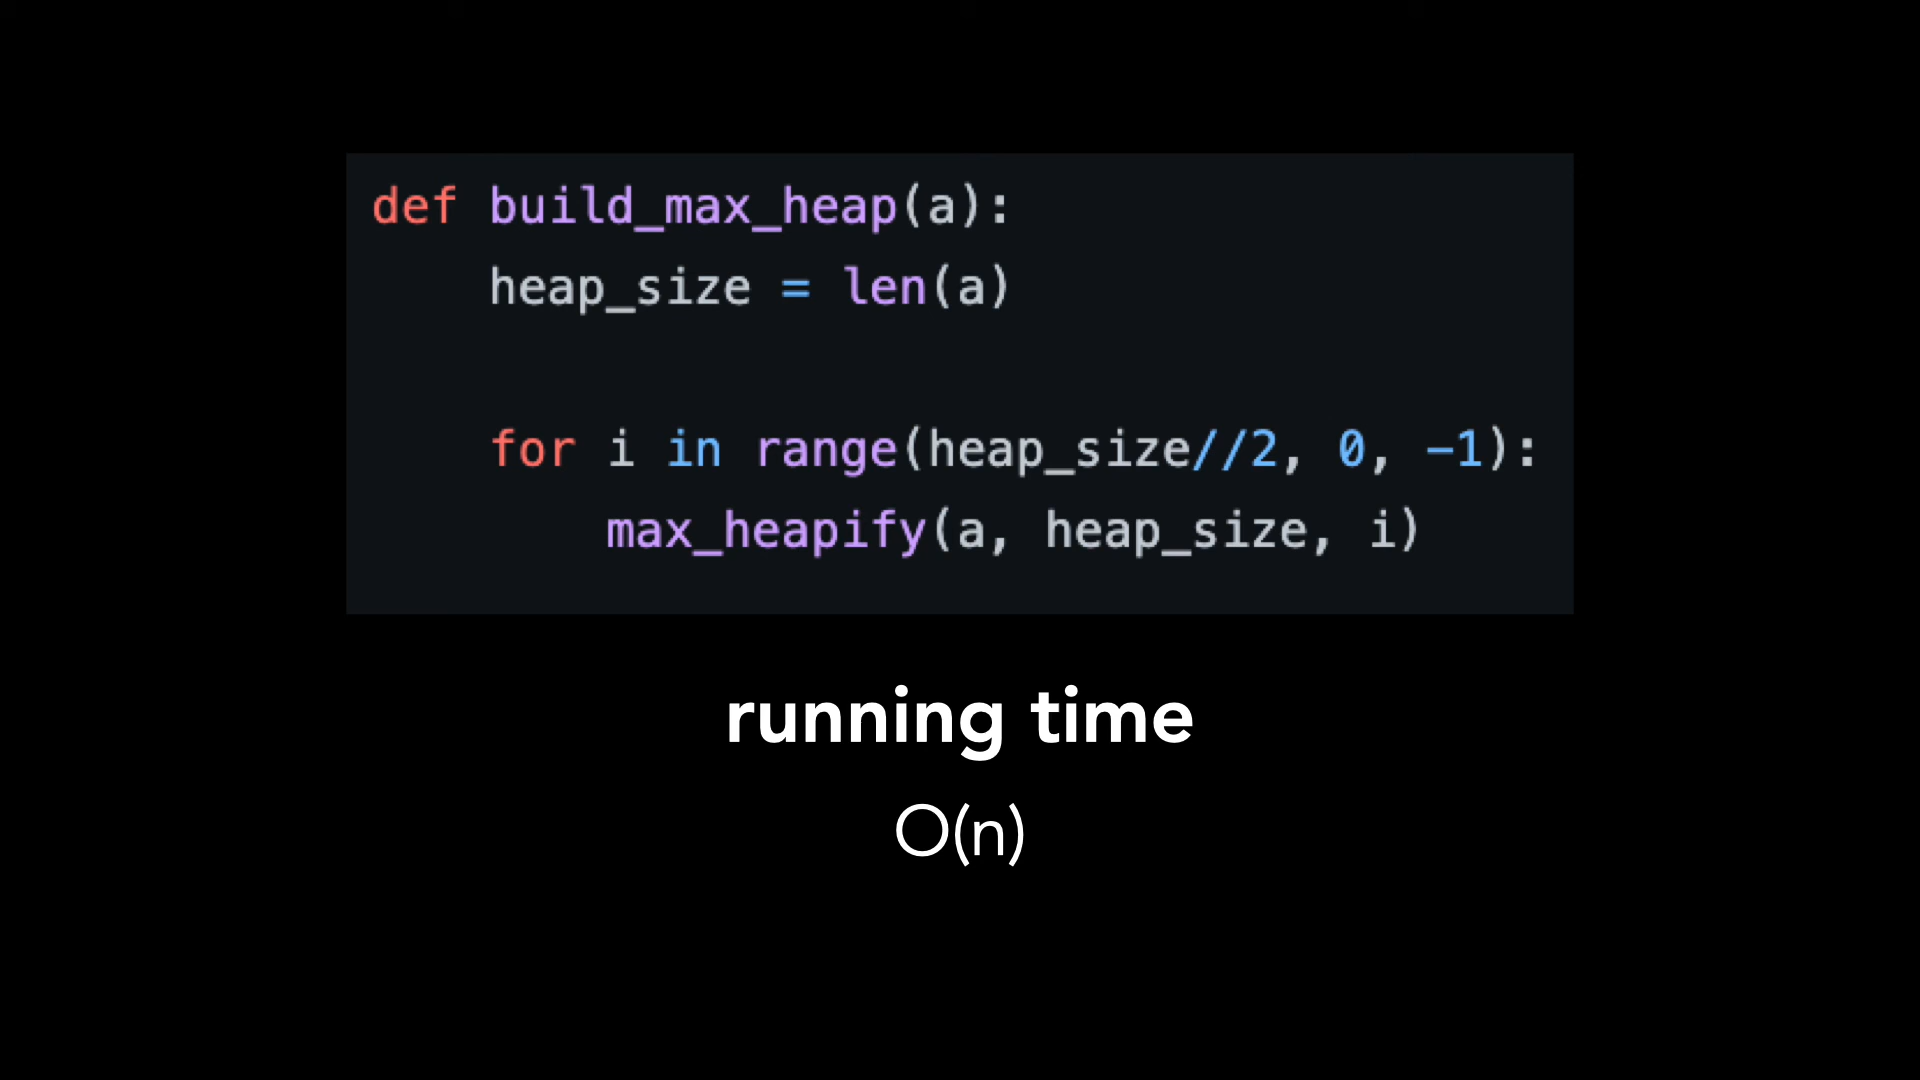 def build_max_heap(a):
    heap_size = len(a)
    for i in range(heap_size//2, 0, -1):
        max_heapify(a, heap_size, i)
running time
O(n)